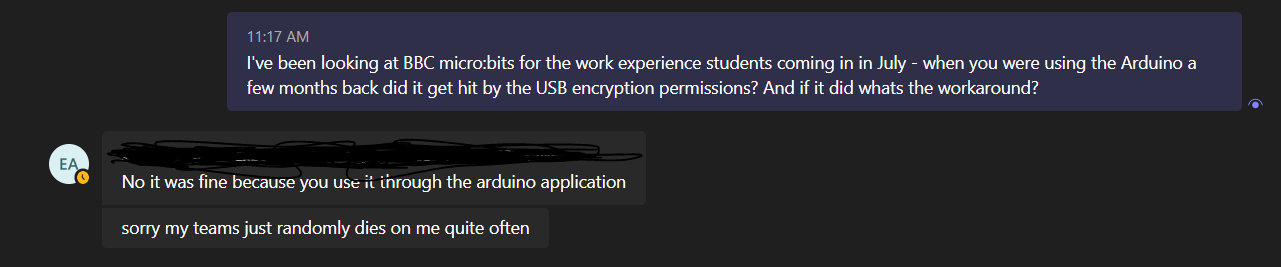 11:17 AM
I've been looking at BBC micro:bits for the work experience students coming in in July - when you were using the Arduino a
few months back did it get hit by the USB encryption permissions? And if it did whats the workaround?
EA
No it was fine because you use it through the arduino application
sorry my teams just randomly dies on me quite often